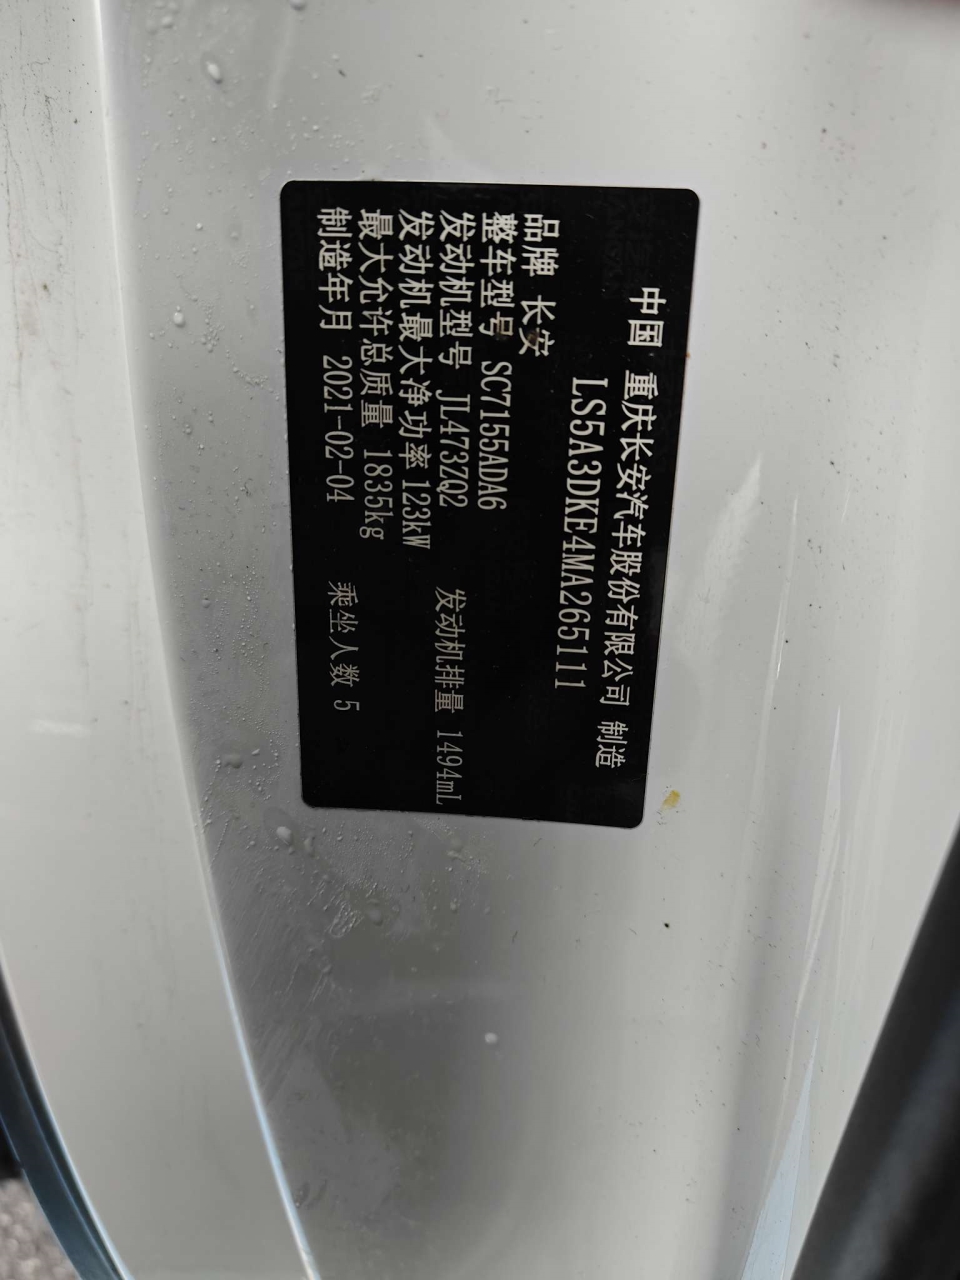 中国 重庆长安汽车股份有限公司 制造
LS5A3DKE4MA265111
品牌 长安
整车型号 SC7155ADA6
发动机型号 JL473ZQ2 发动机排量 1494mL
发动机最大净功率 123kW
最大允许总质量 1835kg
制造年月 2021-02-04 乘坐人数 5